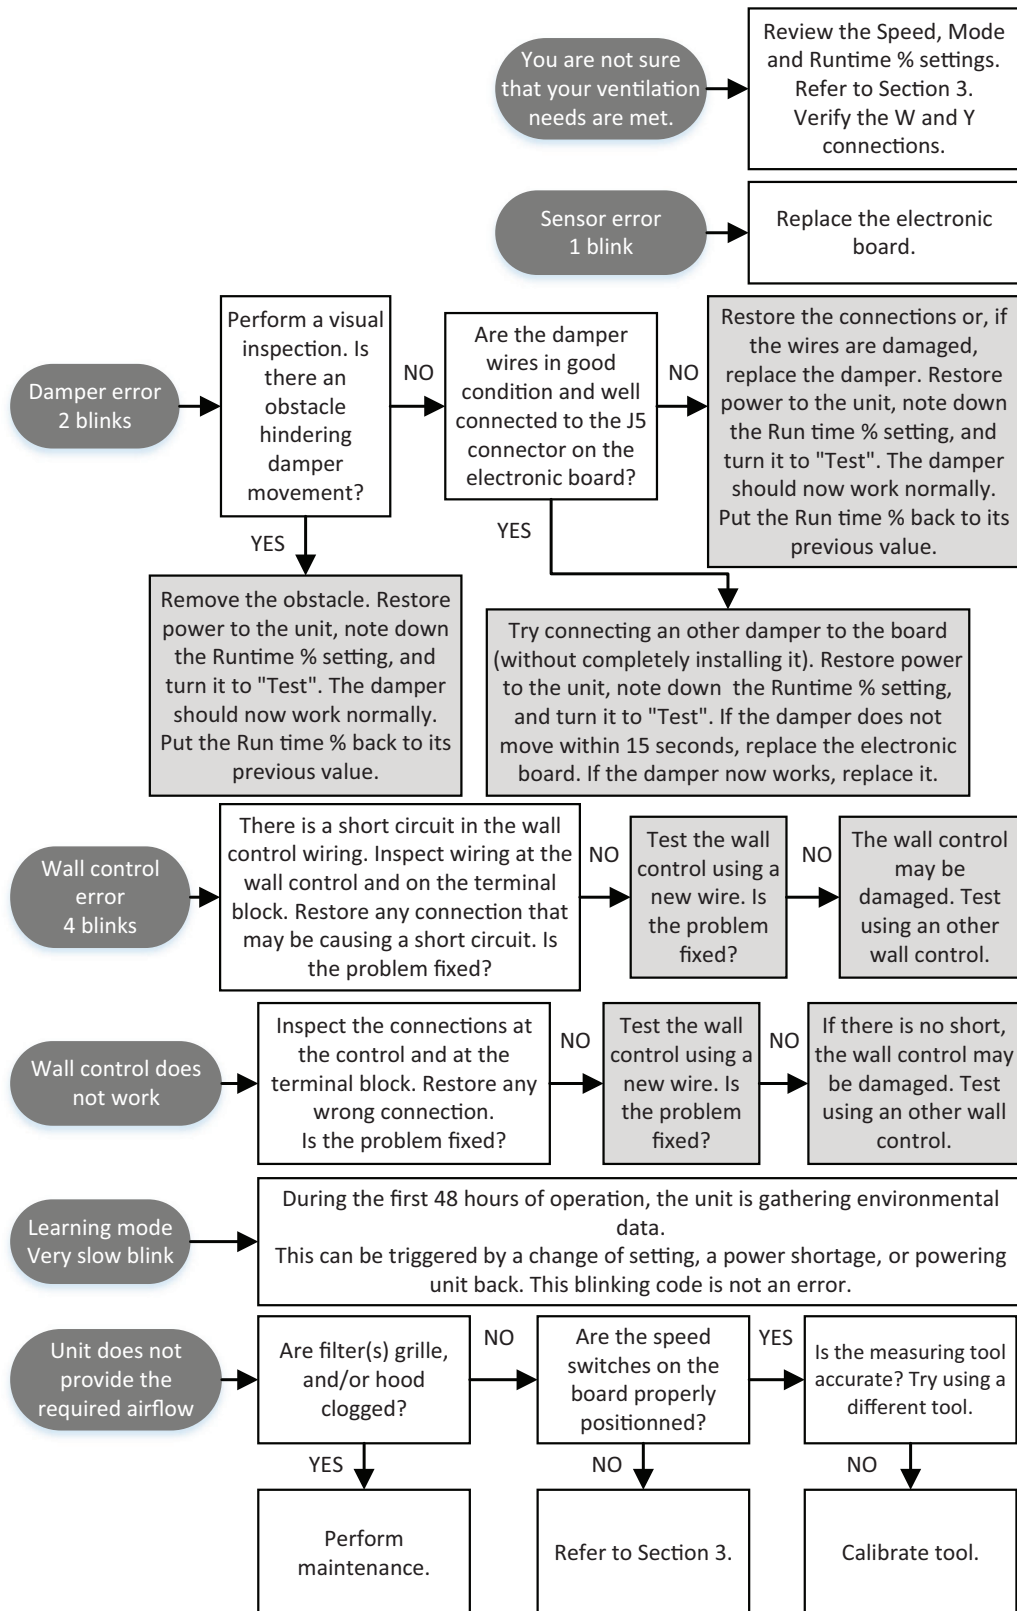 You are not sure
that your ventilation
needs are met.
Review the Speed, Mode
and Runtime % settings.
Refer to Section 3.
Verify the W and Y
connections.
Sensor error
1 blink
Replace the electronic
board.
Damper error
2 blinks
Perform a visual
inspection. Is
there an
obstacle
hindering
damper
movement?
NO
Are the damper
wires in good
condition and well
connected to the J5
connector on the
electronic board?
NO
Restore the connections or, if
the wires are damaged,
replace the damper. Restore
power to the unit, note down
the Run time % setting, and
turn it to "Test". The damper
should now work normally.
Put the Run time % back to its
previous value.
YES
YES
Remove the obstacle. Restore
power to the unit, note down
the Runtime % setting, and
turn it to "Test". The damper
should now work normally.
Put the Run time % back to its
previous value.
Try connecting an other damper to the board
(without completely installing it). Restore power
to the unit, note down the Runtime % setting,
and turn it to "Test". If the damper does not
move within 15 seconds, replace the electronic
board. If the damper now works, replace it.
Wall control
error
4 blinks
There is a short circuit in the wall
control wiring. Inspect wiring at the
wall control and on the terminal
block. Restore any connection that
may be causing a short circuit. Is
the problem fixed?
NO
Test the wall
control using a
new wire. Is
the problem
fixed?
NO
The wall control
may be
damaged. Test
using an other
wall control.
Wall control does
not work
Inspect the connections at
the control and at the
terminal block. Restore any
wrong connection.
Is the problem fixed?
NO
Test the wall
control using a
new wire. Is
the problem
fixed?
NO
If there is no short,
the wall control may
be damaged. Test
using an other wall
control.
Learning mode
Very slow blink
During the first 48 hours of operation, the unit is gathering environmental
data.
This can be triggered by a change of setting, a power shortage, or powering
unit back. This blinking code is not an error.
Unit does not
provide the
required airflow
Are filter(s) grille,
and/or hood
clogged?
NO
Are the speed
switches on the
board properly
positionned?
YES
Is the measuring tool
accurate? Try using a
different tool.
YES
NO
NO
Perform
maintenance.
Refer to Section 3.
Calibrate tool.